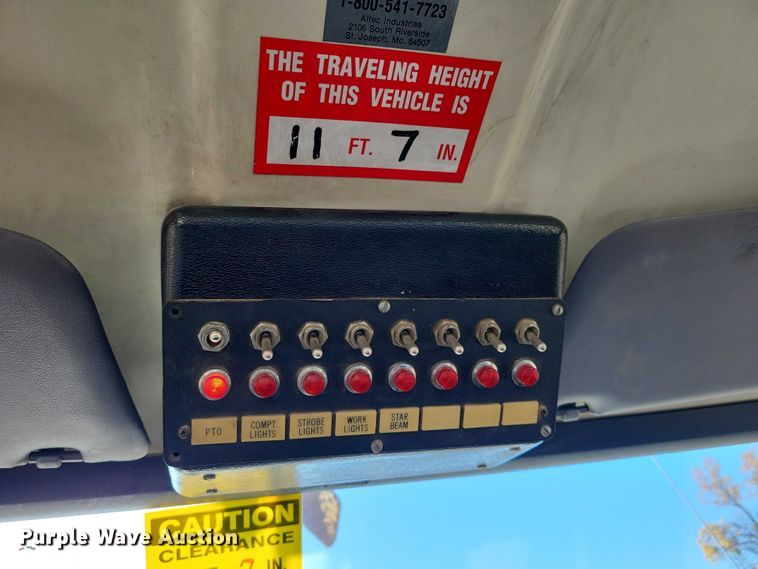 1-800-541-7723
Altec Industries
2106 South Riverside
St. Joseph, Mo. 64507
THE TRAVELING HEIGHT
OF THIS VEHICLE IS
11 FT. 7 IN.
PTO
COMPT. LIGHTS
STROBE LIGHTS
WORK LIGHTS
STAR BEAM
CAUTION
CLEARANCE
7 IN.
Purple Wave Auction